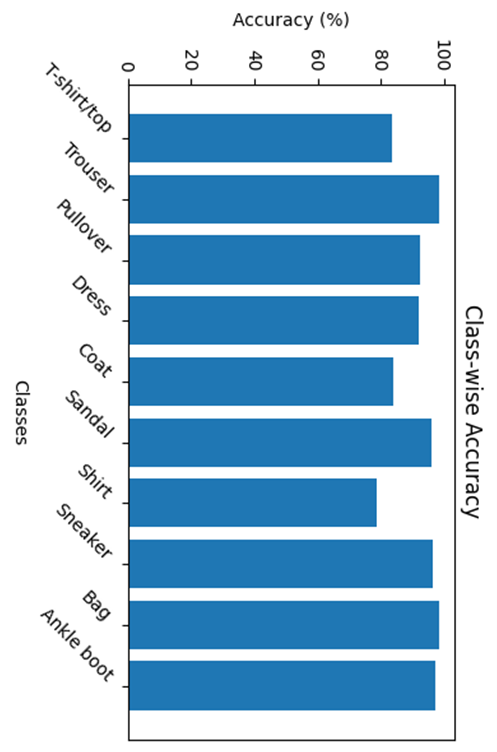 Class-wise Accuracy
Accuracy (%)
100
80
60
40
20
0
T-shirt/top
Trouser
Pullover
Dress
Coat
Sandal
Shirt
Sneaker
Bag
Ankle boot
Classes